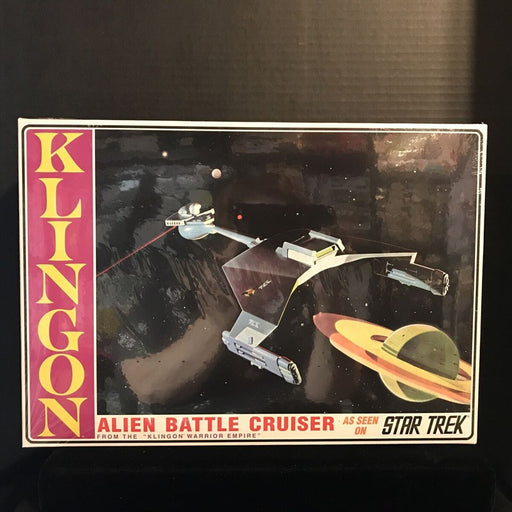 KLINGON
ALIEN BATTLE CRUISER
FROM THE "KLINGON WARRIOR EMPIRE"
AS SEEN
ON
STAR TREK